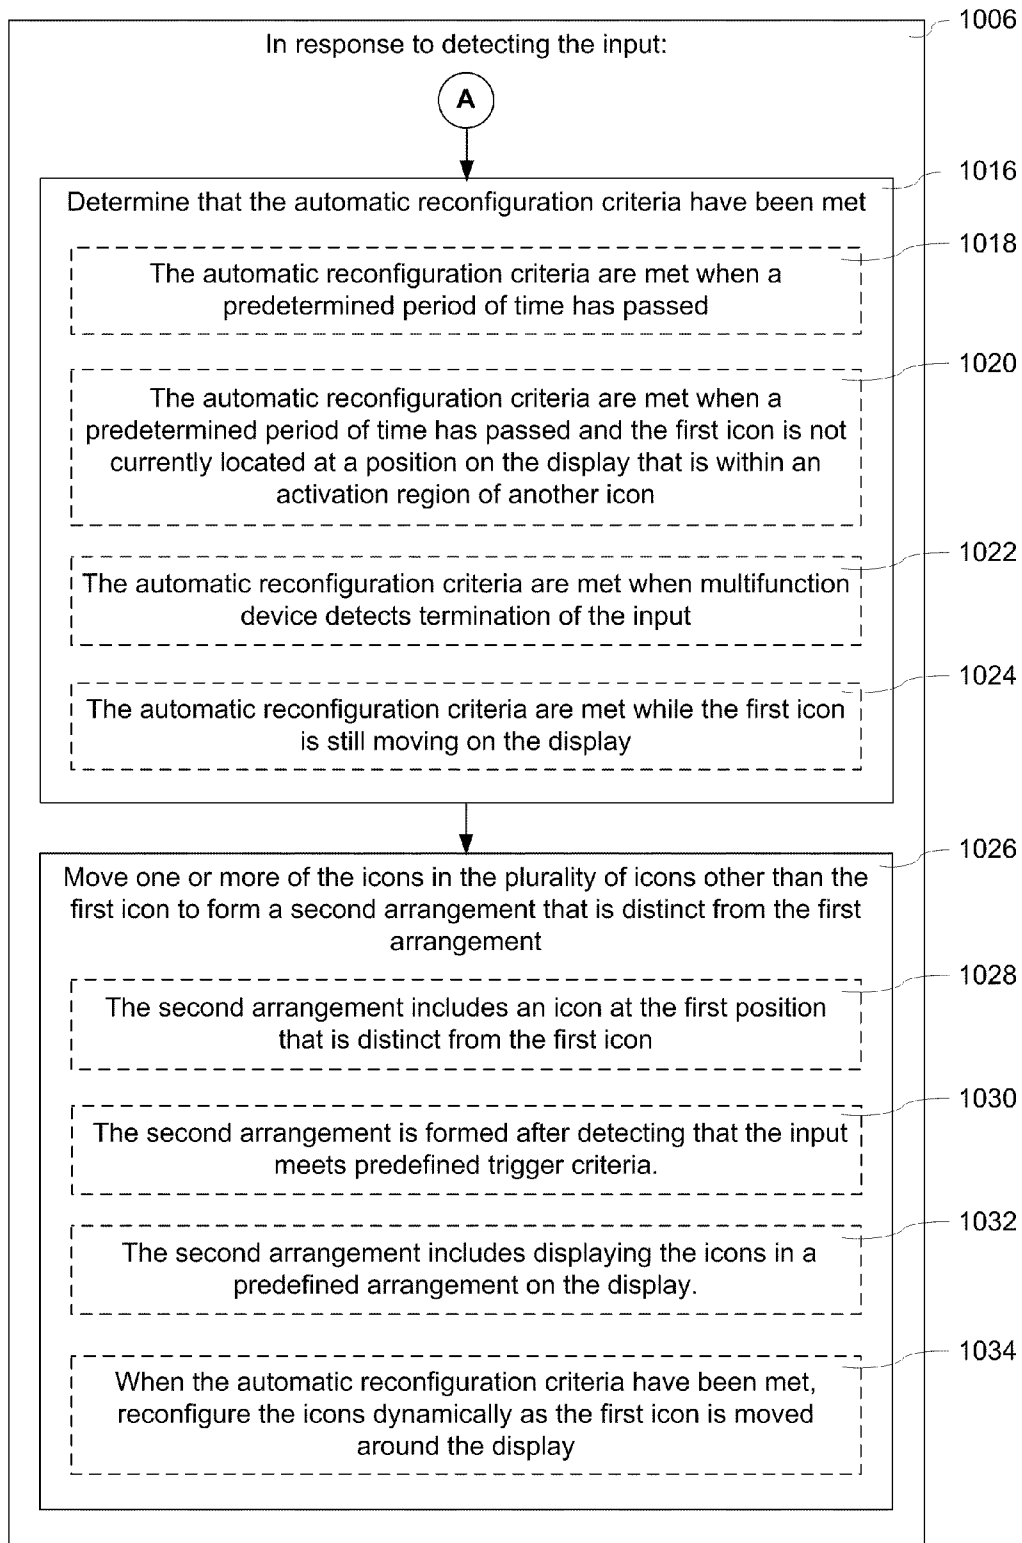 1006
In response to detecting the input:
A
1016
Determine that the automatic reconfiguration criteria have been met
1018
The automatic reconfiguration criteria are met when a
predetermined period of time has passed
1020
The automatic reconfiguration criteria are met when a
predetermined period of time has passed and the first icon is not
currently located at a position on the display that is within an
activation region of another icon
1022
The automatic reconfiguration criteria are met when multifunction
device detects termination of the input
1024
The automatic reconfiguration criteria are met while the first icon
is still moving on the display
1026
Move one or more of the icons in the plurality of icons other than the
first icon to form a second arrangement that is distinct from the first
arrangement
1028
The second arrangement includes an icon at the first position
that is distinct from the first icon
1030
The second arrangement is formed after detecting that the input
meets predefined trigger criteria.
1032
The second arrangement includes displaying the icons in a
predefined arrangement on the display.
1034
When the automatic reconfiguration criteria have been met,
reconfigure the icons dynamically as the first icon is moved
around the display